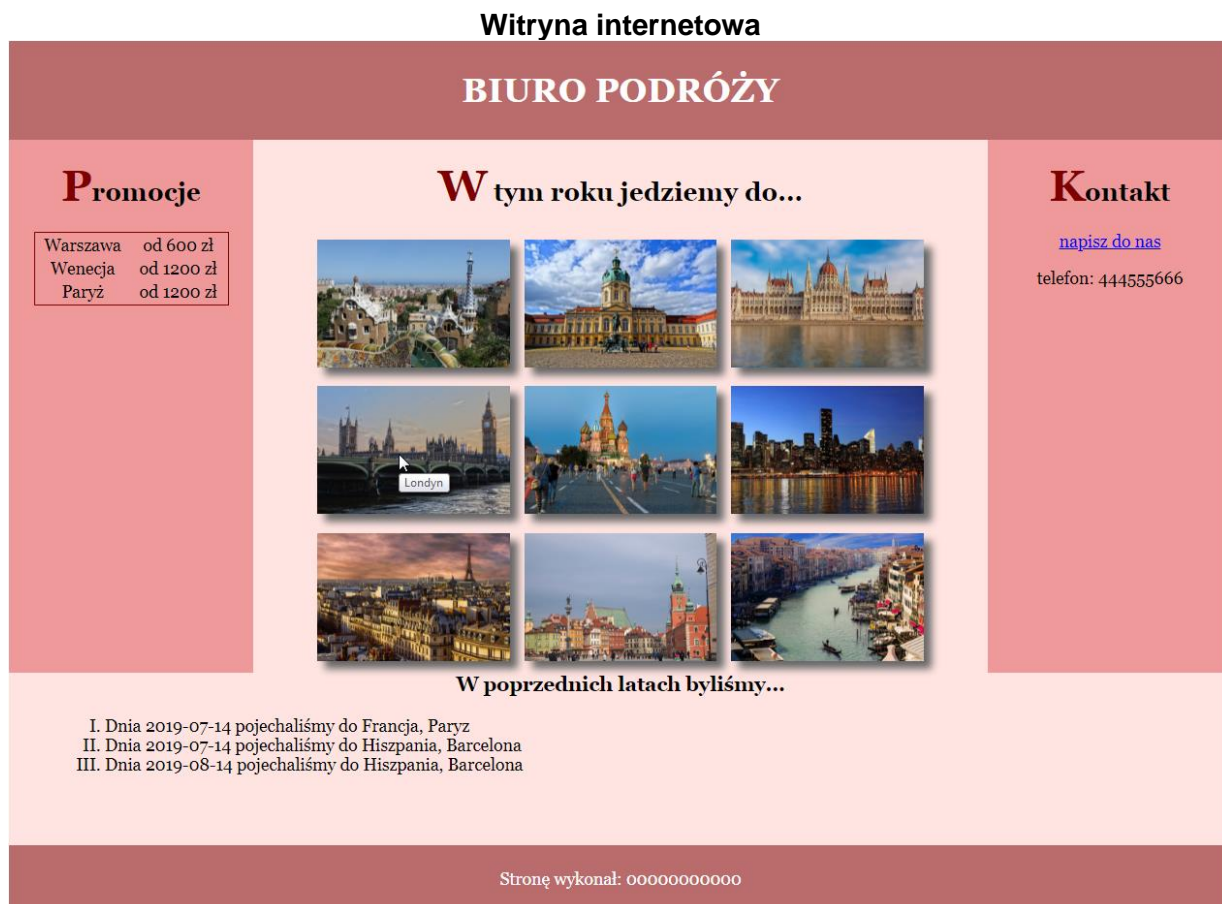 Witryna internetowa
BIURO PODRÓŻY
Promocje
Warszawa od 600 zł
Wenecja od 1200 zł
Paryż od 1200 zł
W tym roku jedziemy do...
Londyn
Kontakt
napisz do nas
telefon: 444555666
W poprzednich latach byliśmy...
I. Dnia 2019-07-14 pojechaliśmy do Francja, Paryz
II. Dnia 2019-07-14 pojechaliśmy do Hiszpania, Barcelona
III. Dnia 2019-08-14 pojechaliśmy do Hiszpania, Barcelona
Stronę wykonał: 00000000000